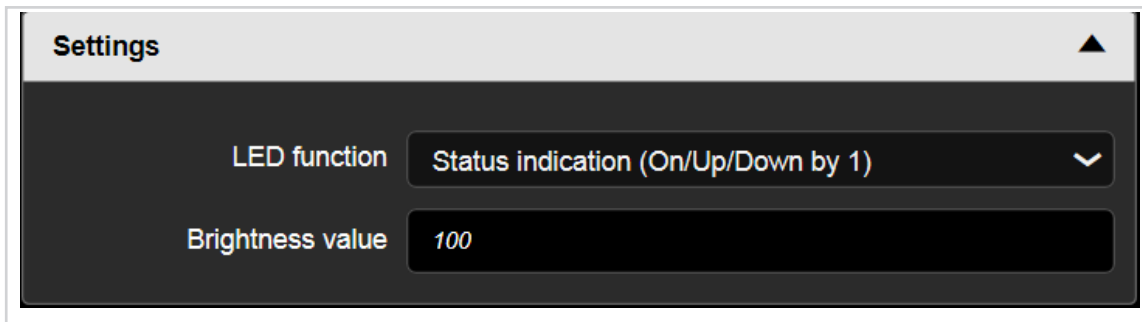 Settings
LED function Status indication (On/Up/Down by 1)
Brightness value 100